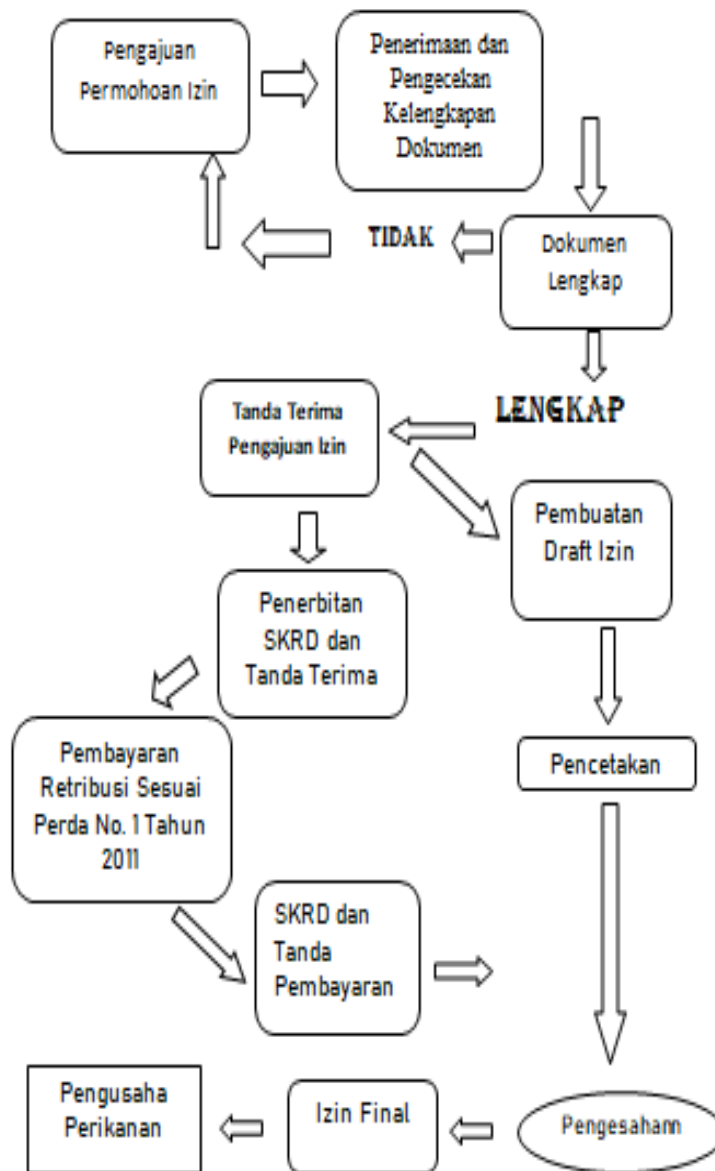 Pengajuan
Permohoan Izin
Penerimaan dan
Pengecekan
Kelengkapan
Dokumen
TIDAK
Dokumen
Lengkap
LENGKAP
Tanda Terima
Pengajuan Izin
Pembuatan
Draft Izin
Penerbitan
SKRD dan
Tanda Terima
Pembayaran
Retribusi Sesuai
Perda No. 1 Tahun
2011
Pencetakan
SKRD dan
Tanda
Pembayaran
Pengusaha
Perikanan
Izin Final
Pengesahann